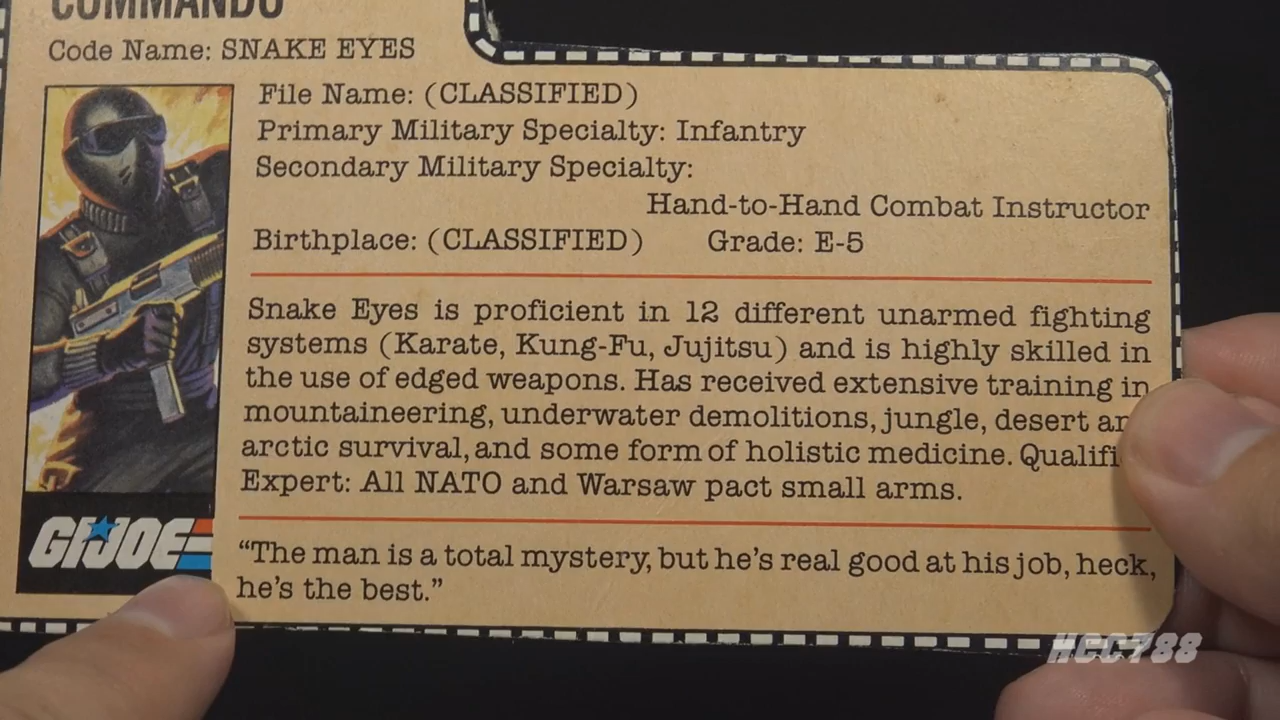 COMMANDO
Code Name: SNAKE EYES
File Name: (CLASSIFIED)
Primary Military Specialty: Infantry
Secondary Military Specialty:
Hand-to-Hand Combat Instructor
Birthplace: (CLASSIFIED) Grade: E-5
Snake Eyes is proficient in 12 different unarmed fighting
systems (Karate, Kung-Fu, Jujitsu) and is highly skilled in
the use of edged weapons. Has received extensive training in
mountaineering, underwater demolitions, jungle, desert
arctic survival, and some form of holistic medicine.
Expert: All NATO and Warsaw pact small arms.
GI JOE
“The man is a total mystery, but he's real good at his job, heck,
he's the best.”
HCC788